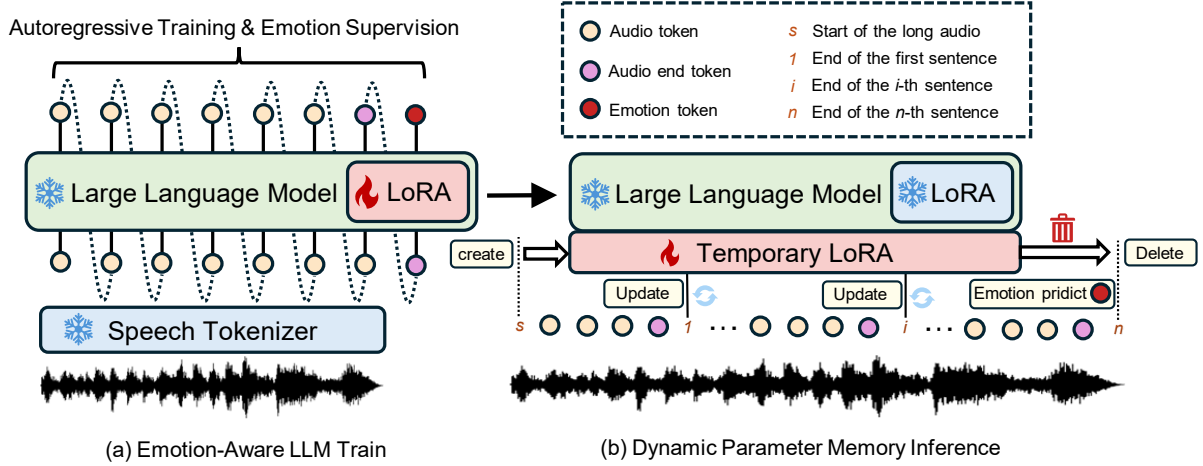 Autoregressive Training & Emotion Supervision
Large Language Model
LoRA
Speech Tokenizer
(a) Emotion-Aware LLM Train
Audio token
Audio end token
Emotion token
s Start of the long audio
1 End of the first sentence
i End of the i-th sentence
n End of the n-th sentence
Large Language Model
LoRA
create
Temporary LoRA
Delete
Update
Update
Emotion pridict
s 1 ... i ... n
(b) Dynamic Parameter Memory Inference